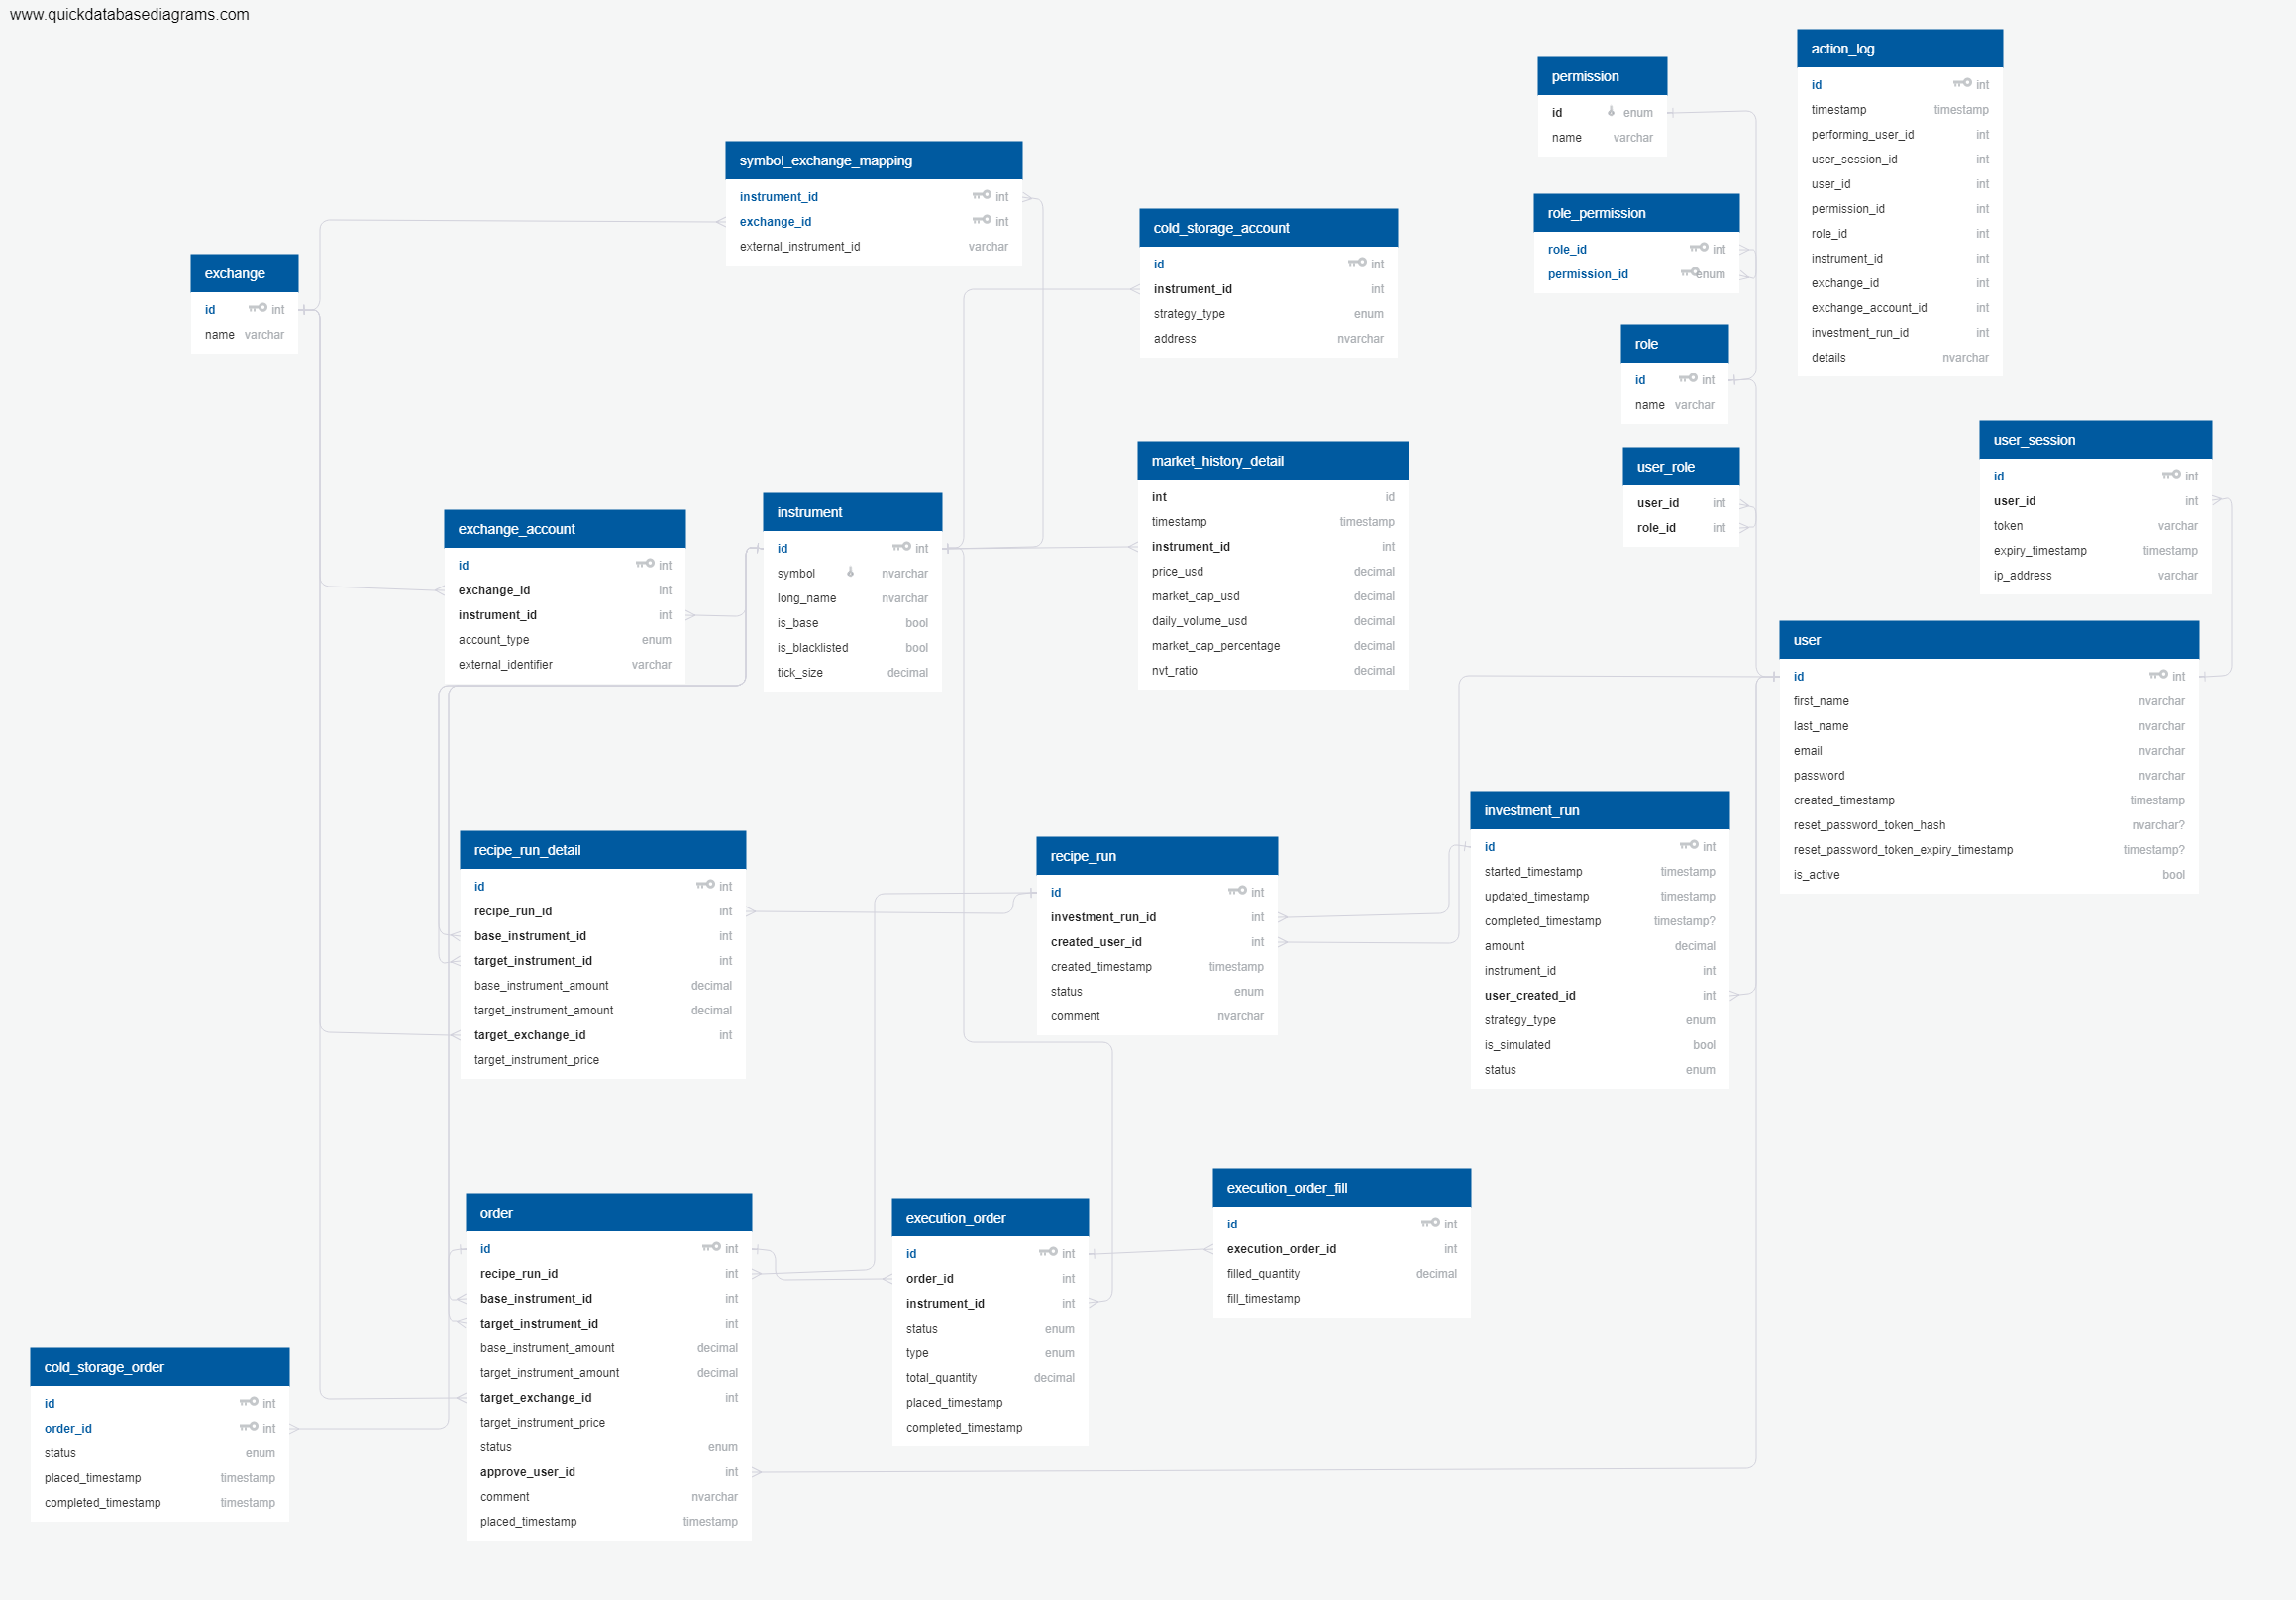 www.quickdatabasediagrams.com
action_log
id int
timestamp timestamp
performing_user_id int
user_session_id int
user_id int
permission_id int
role_id int
instrument_id int
exchange_id int
exchange_account_id int
investment_run_id int
details nvarchar
permission
id enum
name varchar
symbol_exchange_mapping
instrument_id int
exchange_id int
external_instrument_id varchar
role_permission
role_id int
permission_id enum
cold_storage_account
id int
instrument_id int
strategy_type enum
address nvarchar
exchange
id int
name varchar
role
id int
name varchar
user_session
id int
user_id int
token varchar
expiry_timestamp timestamp
ip_address varchar
market_history_detail
int id
timestamp timestamp
instrument_id int
price_usd decimal
market_cap_usd decimal
daily_volume_usd decimal
market_cap_percentage decimal
nvt_ratio decimal
user_role
user_id int
role_id int
instrument
id int
symbol nvarchar
long_name nvarchar
is_base bool
is_blacklisted bool
tick_size decimal
exchange_account
id int
exchange_id int
instrument_id int
account_type enum
external_identifier varchar
user
id int
first_name nvarchar
last_name nvarchar
email nvarchar
password nvarchar
created_timestamp timestamp
reset_password_token_hash nvarchar?
reset_password_token_expiry_timestamp timestamp?
is_active bool
investment_run
id int
started_timestamp timestamp
updated_timestamp timestamp
completed_timestamp timestamp?
amount decimal
instrument_id int
user_created_id int
strategy_type enum
is_simulated bool
status enum
recipe_run_detail
id int
recipe_run_id int
base_instrument_id int
target_instrument_id int
base_instrument_amount decimal
target_instrument_amount decimal
target_exchange_id int
target_instrument_price
recipe_run
id int
investment_run_id int
created_user_id int
created_timestamp timestamp
status enum
comment nvarchar
execution_order_fill
id int
execution_order_id int
filled_quantity decimal
fill_timestamp
order
id int
recipe_run_id int
base_instrument_id int
target_instrument_id int
base_instrument_amount decimal
target_instrument_amount decimal
target_exchange_id int
target_instrument_price
status enum
approve_user_id int
comment nvarchar
placed_timestamp timestamp
execution_order
id int
order_id int
instrument_id int
status enum
type enum
total_quantity decimal
placed_timestamp
completed_timestamp
cold_storage_order
id int
order_id int
status enum
placed_timestamp timestamp
completed_timestamp timestamp